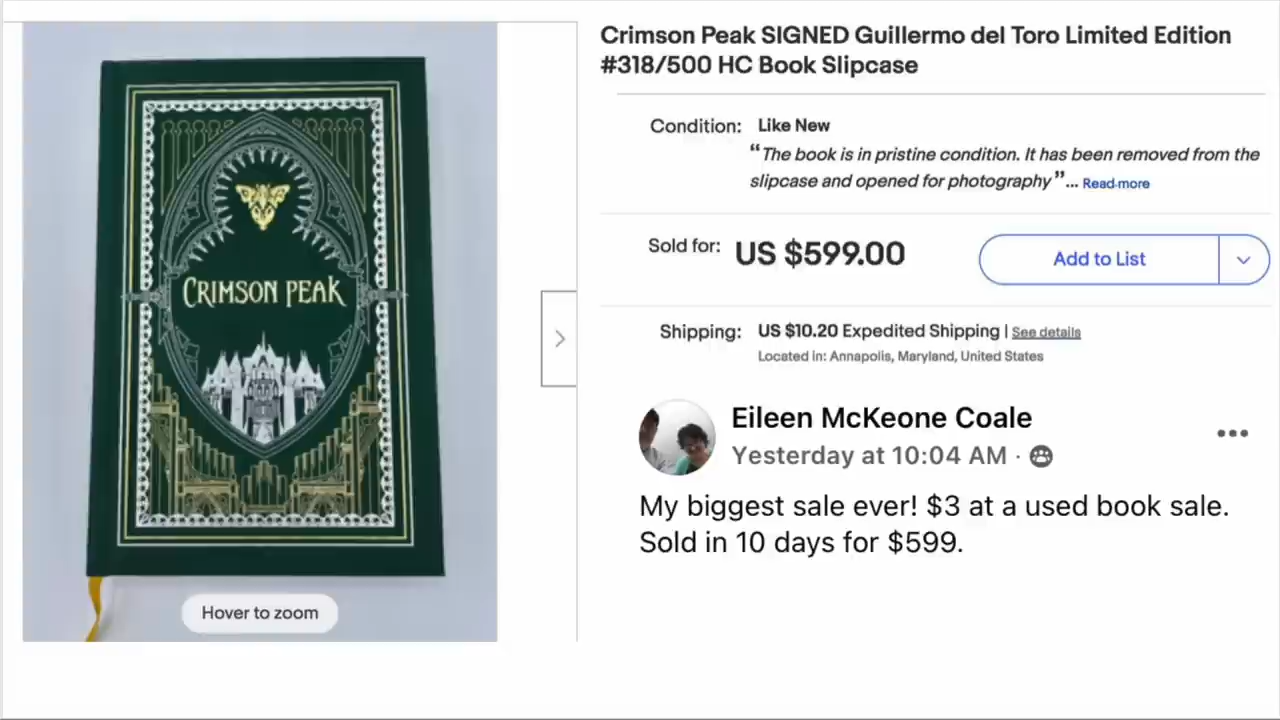 CRIMSON PEAK
Hover to zoom
Crimson Peak SIGNED Guillermo del Toro Limited Edition
#318/500 HC Book Slipcase
Condition: Like New
“The book is in pristine condition. It has been removed from the
slipcase and opened for photography”... Read more
Sold for: US $599.00
Add to List
Shipping: US $10.20 Expedited Shipping | See details
Located in: Annapolis, Maryland, United States
Eileen McKeone Coale
Yesterday at 10:04 AM ·
My biggest sale ever! $3 at a used book sale.
Sold in 10 days for $599.